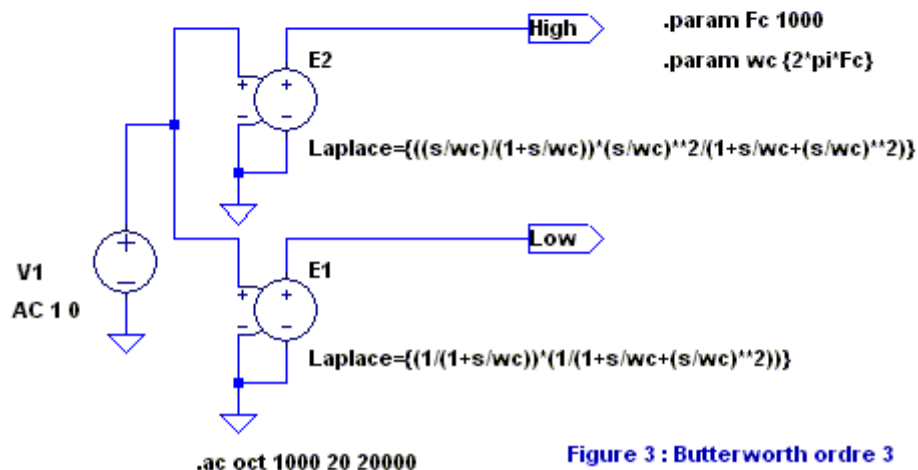 High
.param Fc 1000
.param wc {2*pi*Fc}
E2
Laplace={((s/wc)/(1+s/wc))*(s/wc)**2/(1+s/wc+(s/wc)**2)}
Low
V1
AC 1 0
E1
Laplace={(1/(1+s/wc))*(1/(1+s/wc+(s/wc)**2))}
.ac oct 1000 20 20000
Figure 3 : Butterworth ordre 3